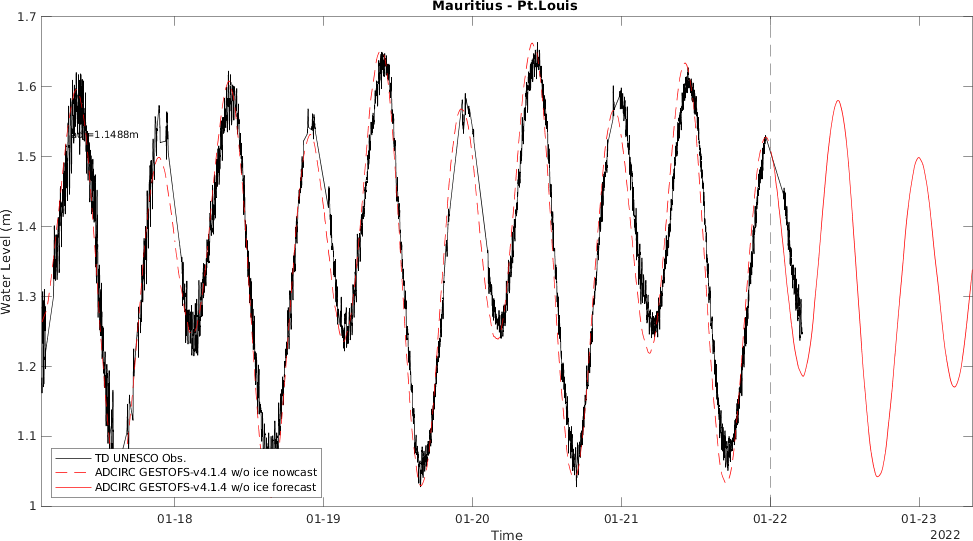 Mauritius - Pt.Louis
1.7
1.6
1.5
1.4
1.3
1.2
1.1
1
Water Level (m)
=1.1488m
TD UNESCO Obs.
ADCIRC GESTOFS-v4.1.4 w/o ice nowcast
ADCIRC GESTOFS-v4.1.4 w/o ice forecast
01-18
01-19
01-20
01-21
01-22
01-23
Time
2022